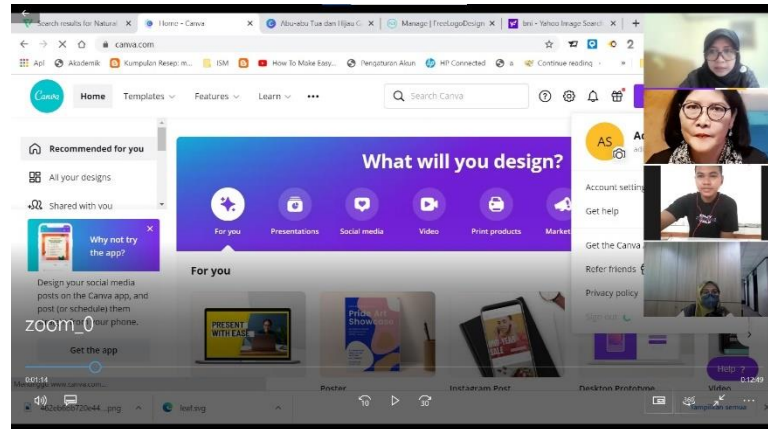 Search results for Natural
Home - Canva
Abu-abu Tua dan Hijau C
Manage | FreeLogoDesign
bni - Yahoo Image Search
canva.com
Apl
Akademik
Kumpulan Resep: m...
ISM
How To Make Easy...
Pengaturan Akun
HP Connected
a
Continue reading
Canva
Home
Templates
Features
Learn
Search Canva
Recommended for you
All your designs
Shared with you
What will you design?
For you
Presentations
Social media
Video
Print products
Market
AS
Account setting
Get help
Get the Canva
Refer friends
Privacy policy
Sign out
Why not try
the app?
Design your social media
posts on the Canva app, and
post (or schedule) them
your phone.
Get the app
For you
PRESENT
WITH EASE
Pride Art
Showcase
Poster
Instagram Post
Desktop Prototype
Video
zoom_0
0:01:14
0:12:49
Help ?
www.canva.com...
leaf.svg
Tampilkan semua
10
30